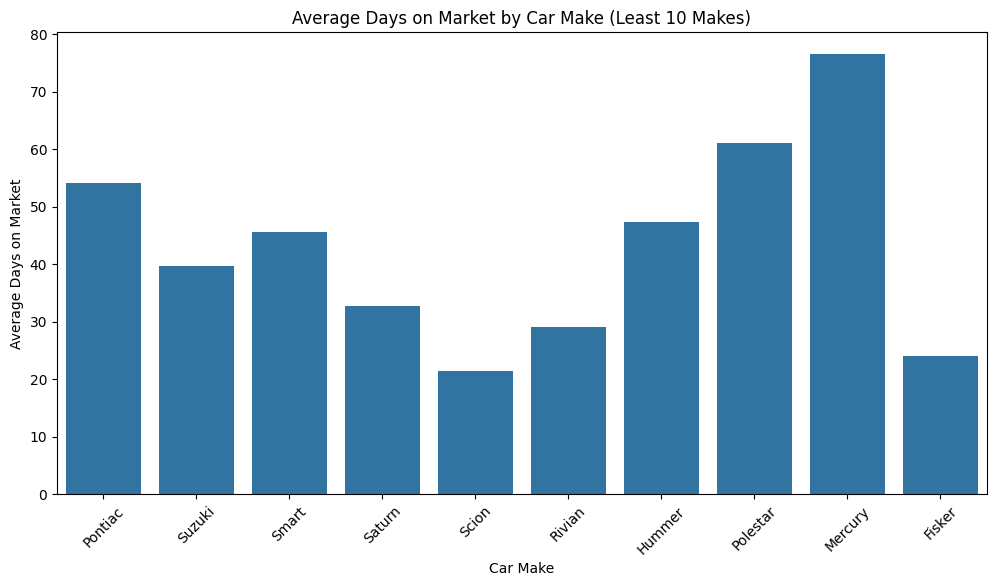 Average Days on Market by Car Make (Least 10 Makes)
Average Days on Market
80
70
60
50
40
30
20
10
0
Pontiac
Suzuki
Smart
Saturn
Scion
Rivian
Hummer
Polestar
Mercury
Fisker
Car Make